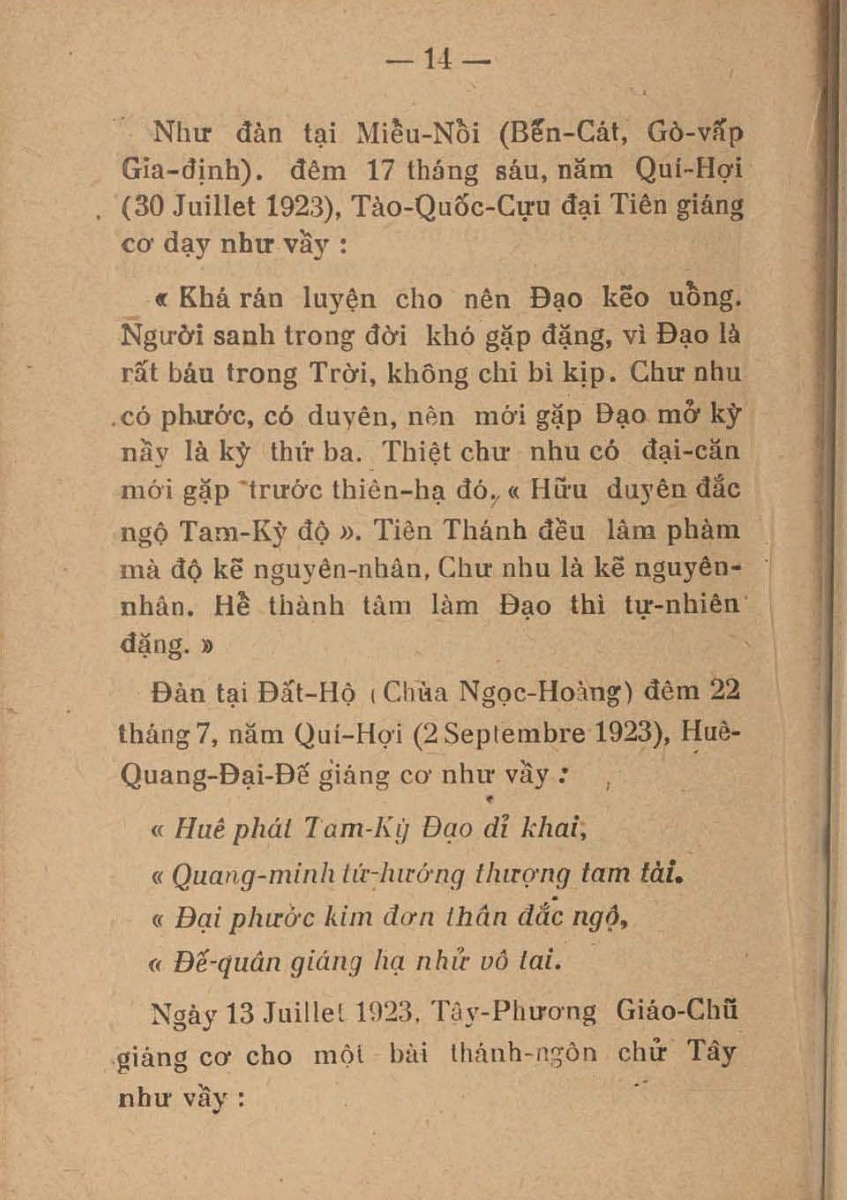 — 14 —
Như đàn tại Miễu-Nổi (Bến-Cát, Gò-vấp
Gia-định). đêm 17 tháng sáu, năm Quí-Hợi
(30 Juillet 1923), Tào-Quốc-Cựu đại Tiên giáng
cơ dạy như vầy :
« Khá rán luyện cho nên Đạo kẽo uổng.
Người sanh trong đời khó gặp đặng, vì Đạo là
rất báu trong Trời, không chi bì kịp. Chư nhu
có phước, có duyên, nên mới gặp Đạo mở kỳ
nầy là kỳ thứ ba. Thiệt chư nhu có đại-căn
mới gặp trước thiên-hạ đó, « Hữu duyên đắc
ngộ Tam-Kỳ độ ». Tiên Thánh đều lâm phàm
mà độ kẽ nguyên-nhân, Chư nhu là kẽ nguyên-
nhân. Hể thành tâm làm Đạo thì tự-nhiên
đặng. »
Đàn tại Đất-Hộ (Chùa Ngọc-Hoàng) đêm 22
tháng 7, năm Quí-Hợi (2 Septembre 1923), Huê-
Quang-Đại-Đế giáng cơ như vầy :
« Huê phát Tam-Kỳ Đạo dỉ khai,
« Quang-minh tứ-hướng thượng tam tài.
« Đại phước kim đơn thân đắc ngộ,
« Đế-quân giáng hạ nhử vô tai.
Ngày 13 Juillet 1923, Tây-Phương Giáo-Chũ
giáng cơ cho một bài thánh-ngôn chử Tây
như vầy :